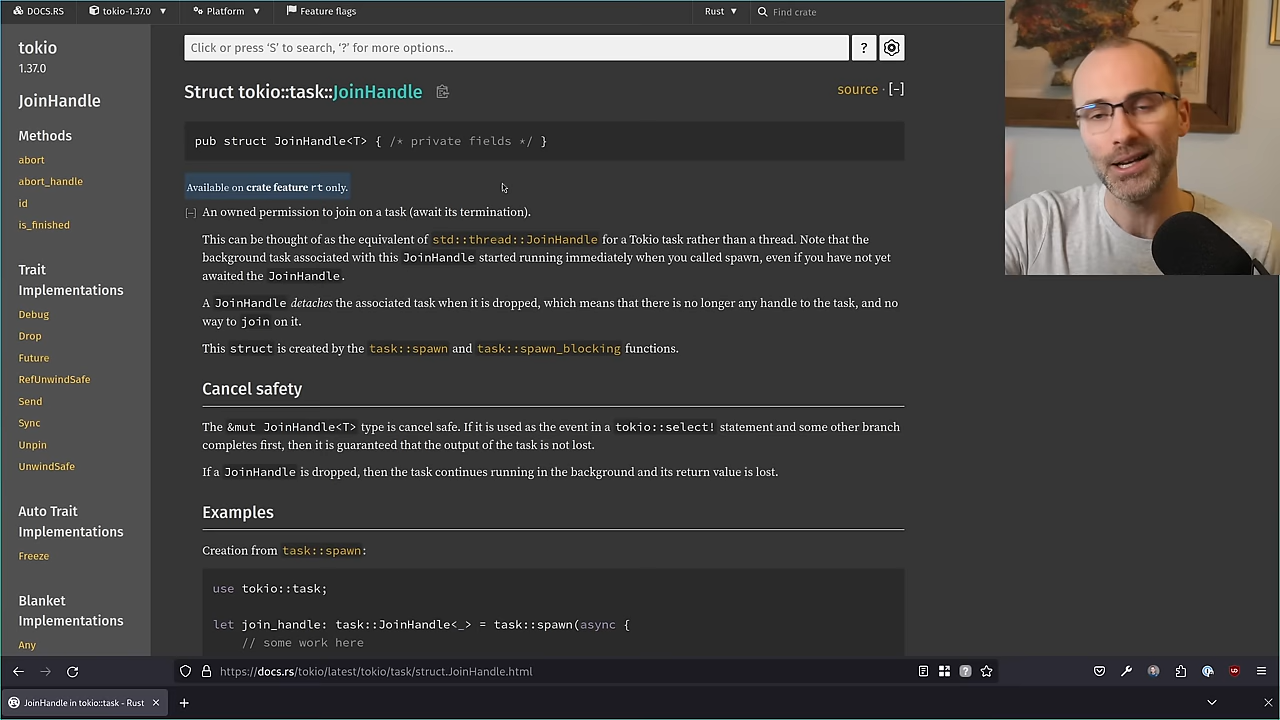 DOCS.RS tokio-1.37.0 Platform Feature flags Rust Find crate
tokio
1.37.0
JoinHandle
Methods
abort
abort_handle
id
is_finished
Trait
Implementations
Debug
Drop
Future
RefUnwindSafe
Send
Sync
Unpin
UnwindSafe
Auto Trait
Implementations
Freeze
Blanket
Implementations
Any
Click or press ‘S’ to search, ‘?’ for more options… ?
Struct tokio::task::JoinHandle source · [−]
pub struct JoinHandle<T> { /* private fields */ }
Available on crate feature rt only.
[−] An owned permission to join on a task (await its termination).
This can be thought of as the equivalent of std::thread::JoinHandle for a Tokio task rather than a thread. Note that the
background task associated with this JoinHandle started running immediately when you called spawn, even if you have not yet
awaited the JoinHandle.
A JoinHandle detaches the associated task when it is dropped, which means that there is no longer any handle to the task, and no
way to join on it.
This struct is created by the task::spawn and task::spawn_blocking functions.
Cancel safety
The &mut JoinHandle<T> type is cancel safe. If it is used as the event in a tokio::select! statement and some other branch
completes first, then it is guaranteed that the output of the task is not lost.
If a JoinHandle is dropped, then the task continues running in the background and its return value is lost.
Examples
Creation from task::spawn:
use tokio::task;
let join_handle: task::JoinHandle<_> = task::spawn(async {
// some work here
https://docs.rs/tokio/latest/tokio/task/struct.JoinHandle.html
JoinHandle in tokio::task - Rust